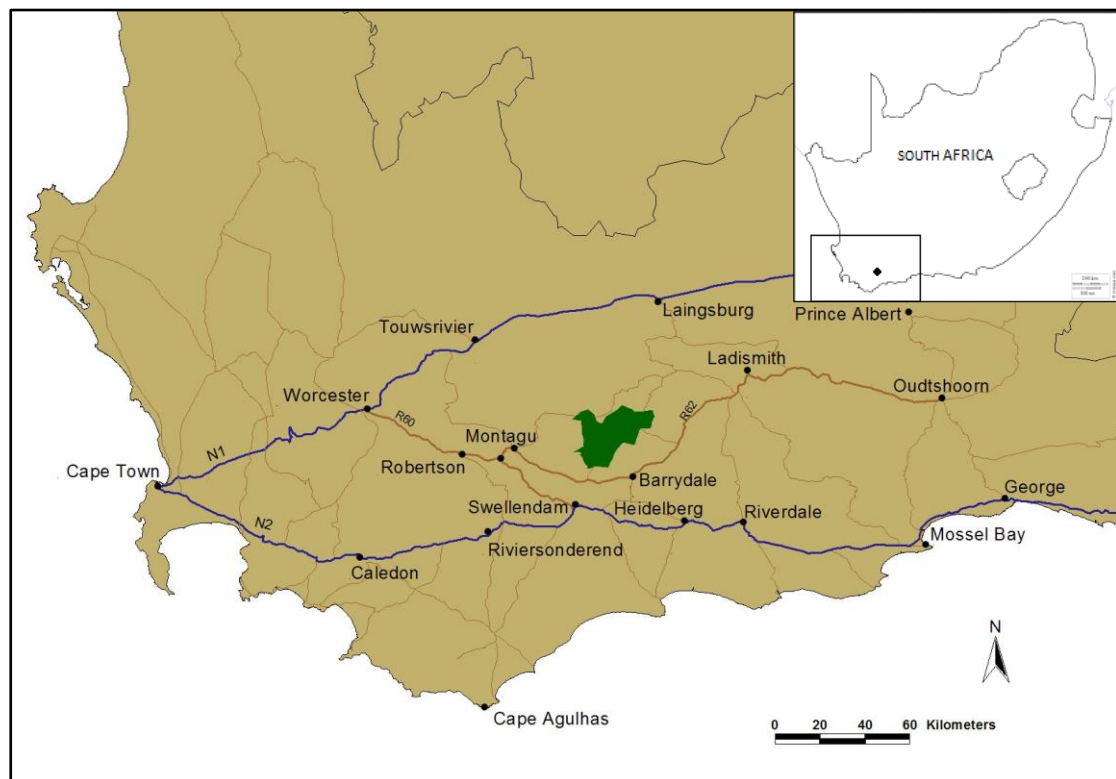 SOUTH AFRICA
Laingsburg
Prince Albert
Touwsrivier
Ladismith
Oudtshoorn
Worcester
R60
R62
Montagu
N1
Robertson
Cape Town
Barrydale
George
Swellendam
Heidelberg
Riverdale
N2
Riviersonderend
Mossel Bay
Caledon
N
Cape Agulhas
0 20 40 60 Kilometers